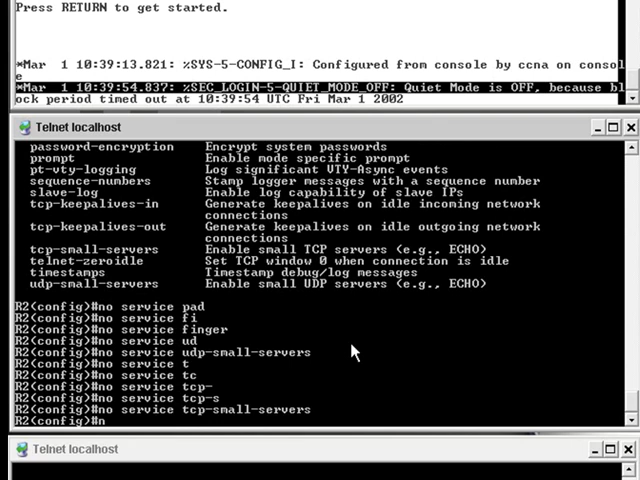 Press RETURN to get started.
*Mar  1 10:39:13.821: %SYS-5-CONFIG_I: Configured from console by ccna on consol
e
*Mar  1 10:39:54.837: %SEC_LOGIN-5-QUIET_MODE_OFF: Quiet Mode is OFF, because bl
ock period timed out at 10:39:54 UTC Fri Mar 1 2002
Telnet localhost
password-encryption    Encrypt system passwords
prompt                 Enable mode specific prompt
pt-vty-logging         Log significant VTY-Async events
sequence-numbers       Stamp logger messages with a sequence number
slave-log              Enable log capability of slave IPs
tcp-keepalives-in      Generate keepalives on idle incoming network
connections
tcp-keepalives-out     Generate keepalives on idle outgoing network
connections
tcp-small-servers      Enable small TCP servers (e.g., ECHO)
telnet-zeroidle        Set TCP window 0 when connection is idle
timestamps             Timestamp debug/log messages
udp-small-servers      Enable small UDP servers (e.g., ECHO)
R2(config)#no service pad
R2(config)#no service fi
R2(config)#no service finger
R2(config)#no service ud
R2(config)#no service udp-small-servers
R2(config)#no service t
R2(config)#no service tc
R2(config)#no service tcp-
R2(config)#no service tcp-s
R2(config)#no service tcp-small-servers
R2(config)#n
Telnet localhost